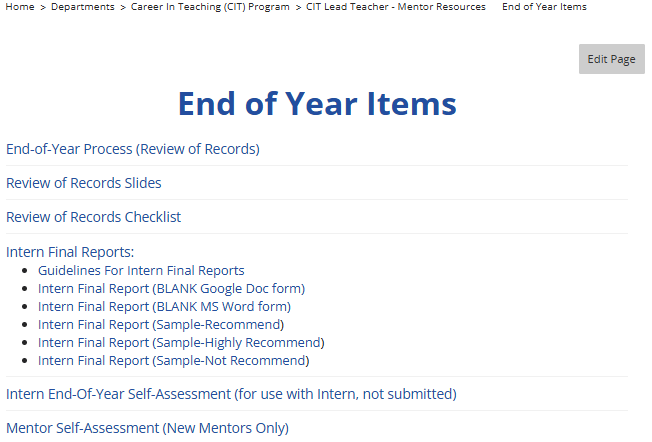 Home > Departments > Career In Teaching (CIT) Program > CIT Lead Teacher - Mentor Resources End of Year Items
Edit Page
End of Year Items
End-of-Year Process (Review of Records)
Review of Records Slides
Review of Records Checklist
Intern Final Reports:
• Guidelines For Intern Final Reports
• Intern Final Report (BLANK Google Doc form)
• Intern Final Report (BLANK MS Word form)
• Intern Final Report (Sample-Recommend)
• Intern Final Report (Sample-Highly Recommend)
• Intern Final Report (Sample-Not Recommend)
Intern End-Of-Year Self-Assessment (for use with Intern, not submitted)
Mentor Self-Assessment (New Mentors Only)